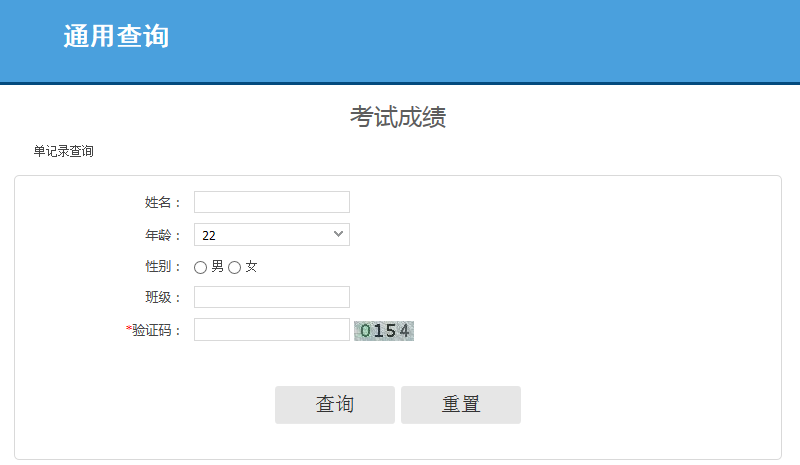 通用查询
考试成绩
单记录查询
姓名：
年龄： 22
性别： 男 女
班级：
*验证码： 0154
查询 重置